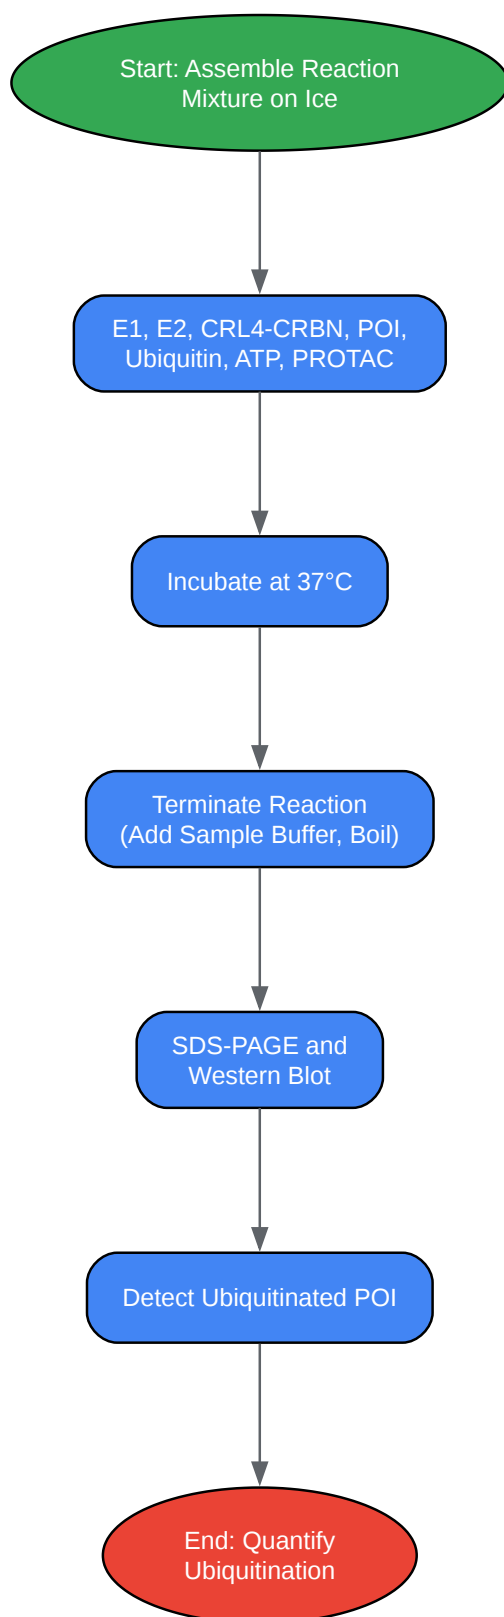 Start: Assemble Reaction
Mixture on Ice
E1, E2, CRL4-CRBN, POI,
Ubiquitin, ATP, PROTAC
Incubate at 37°C
Terminate Reaction
(Add Sample Buffer, Boil)
SDS-PAGE and
Western Blot
Detect Ubiquitinated POI
End: Quantify
Ubiquitination